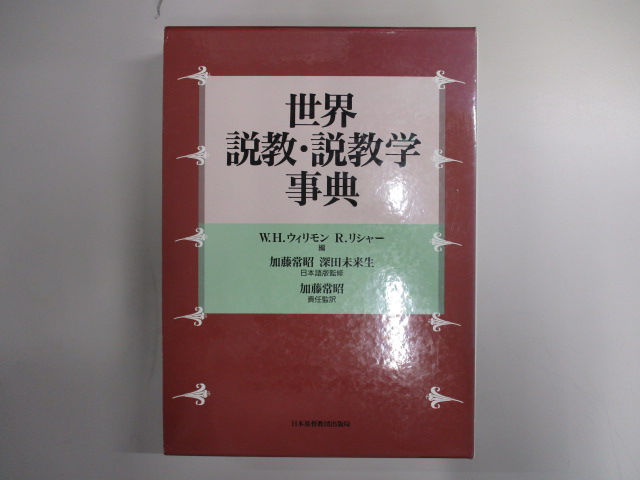 世界
説教・説教学
事典
W.H.ウィリモン R.リシャー
編
加藤常昭 深田未来生
日本語版監修
加藤常昭
責任監訳
日本基督教団出版局